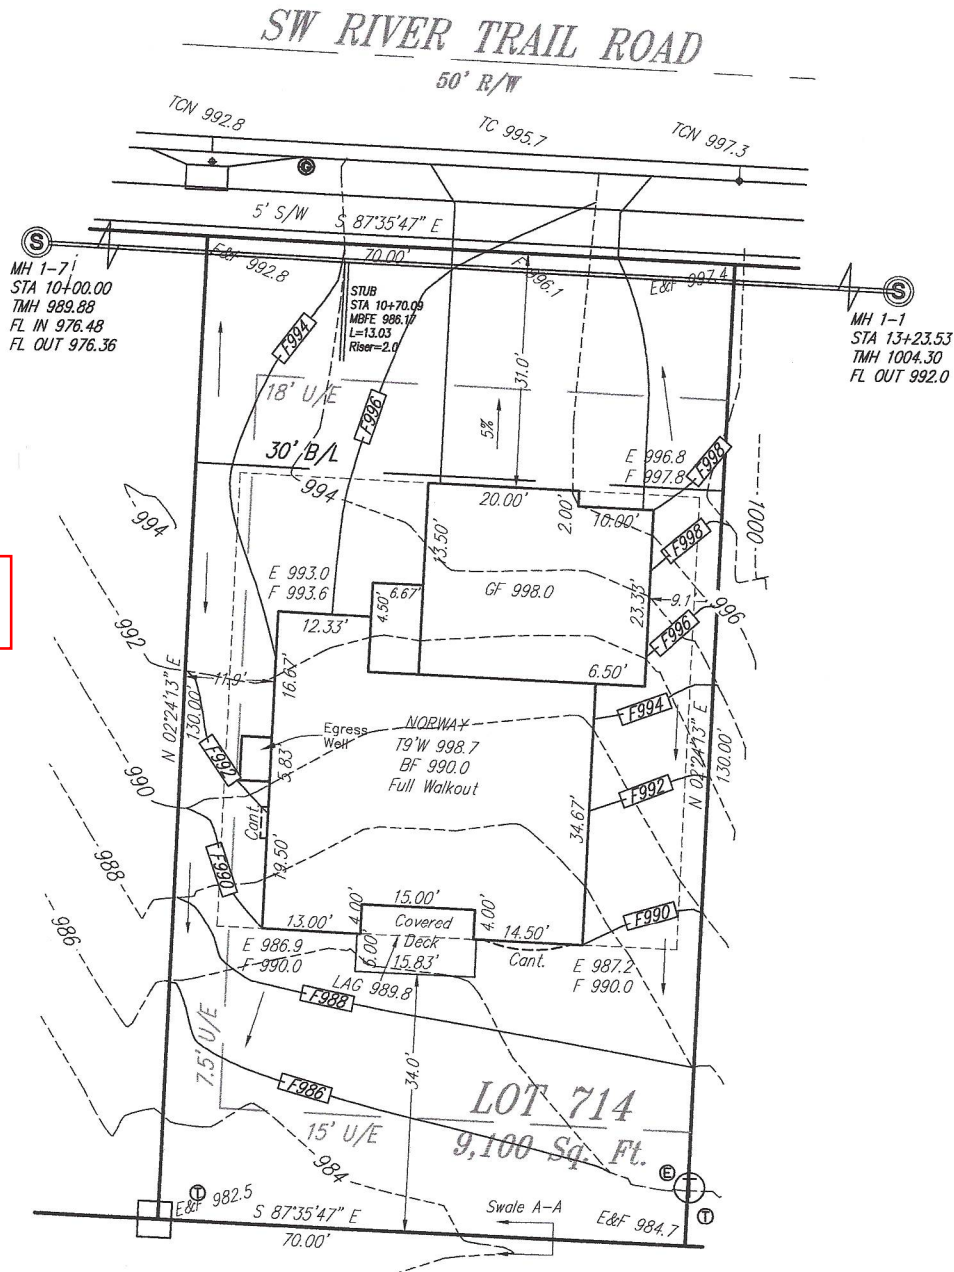 SW RIVER TRAIL ROAD
50' R/W
TCN 992.8
TC 995.7
TCN 997.3
G
5' S/W
S 87°35'47" E
70.00'
S
MH 1-7
STA 10+00.00
TMH 989.88
FL IN 976.48
FL OUT 976.36
E&F 992.8
F 996.1
E&F 997.4
S
MH 1-1
STA 13+23.53
TMH 1004.30
FL OUT 992.0
STUB
STA 10+70.09
MBFE 986.17
L=13.03
Riser=2.0
F994
F996
31.0'
5%
18' U/E
30' B/L
E 996.8
F 997.8
F998
994
994
1000
20.00'
2.00'
10.00'
13.50'
F998
E 993.0
F 993.6
6.67'
4.50'
GF 998.0
23.33'
9.1'
996
F996
12.33'
992
16.67'
11.9'
6.50'
N 02°24'13" E
130.00'
F994
Egress
Well
NORWAY
T9'W 998.7
BF 990.0
Full Walkout
F992
5.83'
990
F992
N 02°24'13" E
130.00'
Cant.
34.67'
988
F990
19.50'
986
15.00'
4.00'
4.00'
13.00'
Covered
Deck
14.50'
F990
E 986.9
F 990.0
6.00'
15.83'
Cant.
E 987.2
F 990.0
LAG 989.8
F988
7.5' U/E
34.0'
F986
LOT 714
9,100 Sq. Ft.
15' U/E
984
E
T
E&F 982.5
S 87°35'47" E
70.00'
Swale A-A
E&F 984.7
T